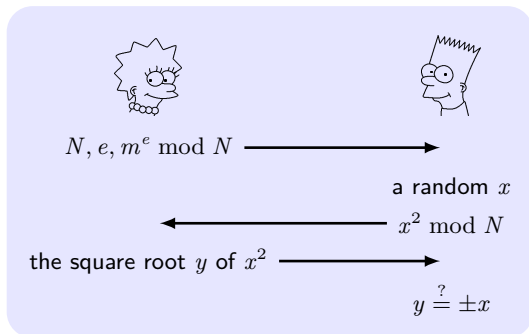 N, e, m^e mod N
a random x
x^2 mod N
the square root y of x^2
y ?= ±x